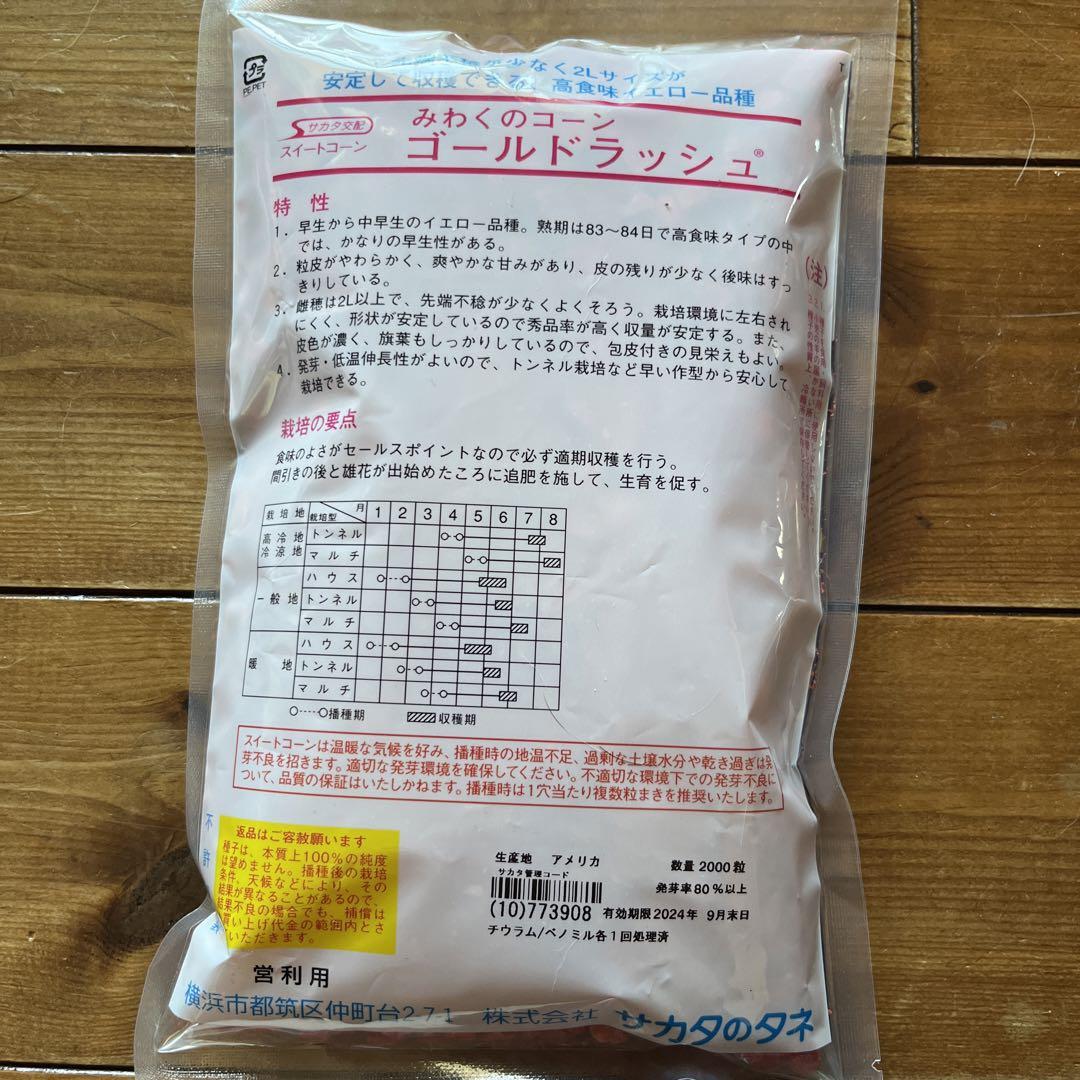 プラ
PE,PET
なく2Lサイズが
安定して収穫できる、高食味イエロー品種
サカタ交配
スイートコーン
みわくのコーン
ゴールドラッシュ®
特 性
1. 早生から中早生のイエロー品種。熟期は83〜84日で高食味タイプの中
では、かなりの早生性がある。
2. 粒皮がやわらかく、爽やかな甘みがあり、皮の残りが少なく後味はすっ
きりしている。
3. 雌穂は2L以上で、先端不稔が少なくよくそろう。栽培環境に左右され
にくく、形状が安定しているので秀品率が高く収量が安定する。また、
皮色が濃く、旗葉もしっかりしているので、包皮付きの見栄えもよい。
4. 発芽・低温伸長性がよいので、トンネル栽培など早い作型から安心して
栽培できる。
(注)
栽培の要点
食味のよさがセールスポイントなので必ず適期収穫を行う。
間引きの後と雄花が出始めたころに追肥を施して、生育を促す。
栽培地 栽培型 月 1 2 3 4 5 6 7 8
高冷地 冷涼地 トンネル
マルチ
一般地 ハウス
トンネル
マルチ
暖地 ハウス
トンネル
マルチ
播種期 収穫期
スイートコーンは温暖な気候を好み、播種時の地温不足、過剰な土壌水分や乾き過ぎは発
芽不良を招きます。適切な発芽環境を確保してください。不適切な環境下での発芽不良に
ついて、品質の保証はいたしかねます。播種時は1穴当たり複数粒まきを推奨いたします。
不許
返品はご容赦願います
種子は、本質上100%の純度
は望めません。播種後の栽培
条件、天候などにより、その
結果が異なることがあるので、
結果不良の場合でも、補償は
買い上げ代金の範囲内とさ
いただきます。
生産地 アメリカ 数量 2000粒
サカタ管理コード
発芽率80%以上
(10)773908 有効期限2024年 9月末日
チウラム/ベノミル各1回処理済
営利用
横浜市都筑区仲町台271 株式会社 サカタのタネ